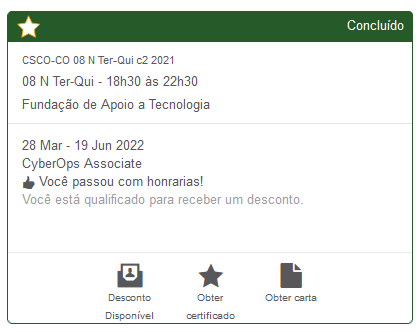 Concluído
CSCO-CO 08 N Ter-Qui c2 2021
08 N Ter-Qui - 18h30 às 22h30
Fundação de Apoio a Tecnologia
28 Mar - 19 Jun 2022
CyberOps Associate
Você passou com honrarias!
Você está qualificado para receber um desconto.
Desconto Disponível
Obter certificado
Obter carta